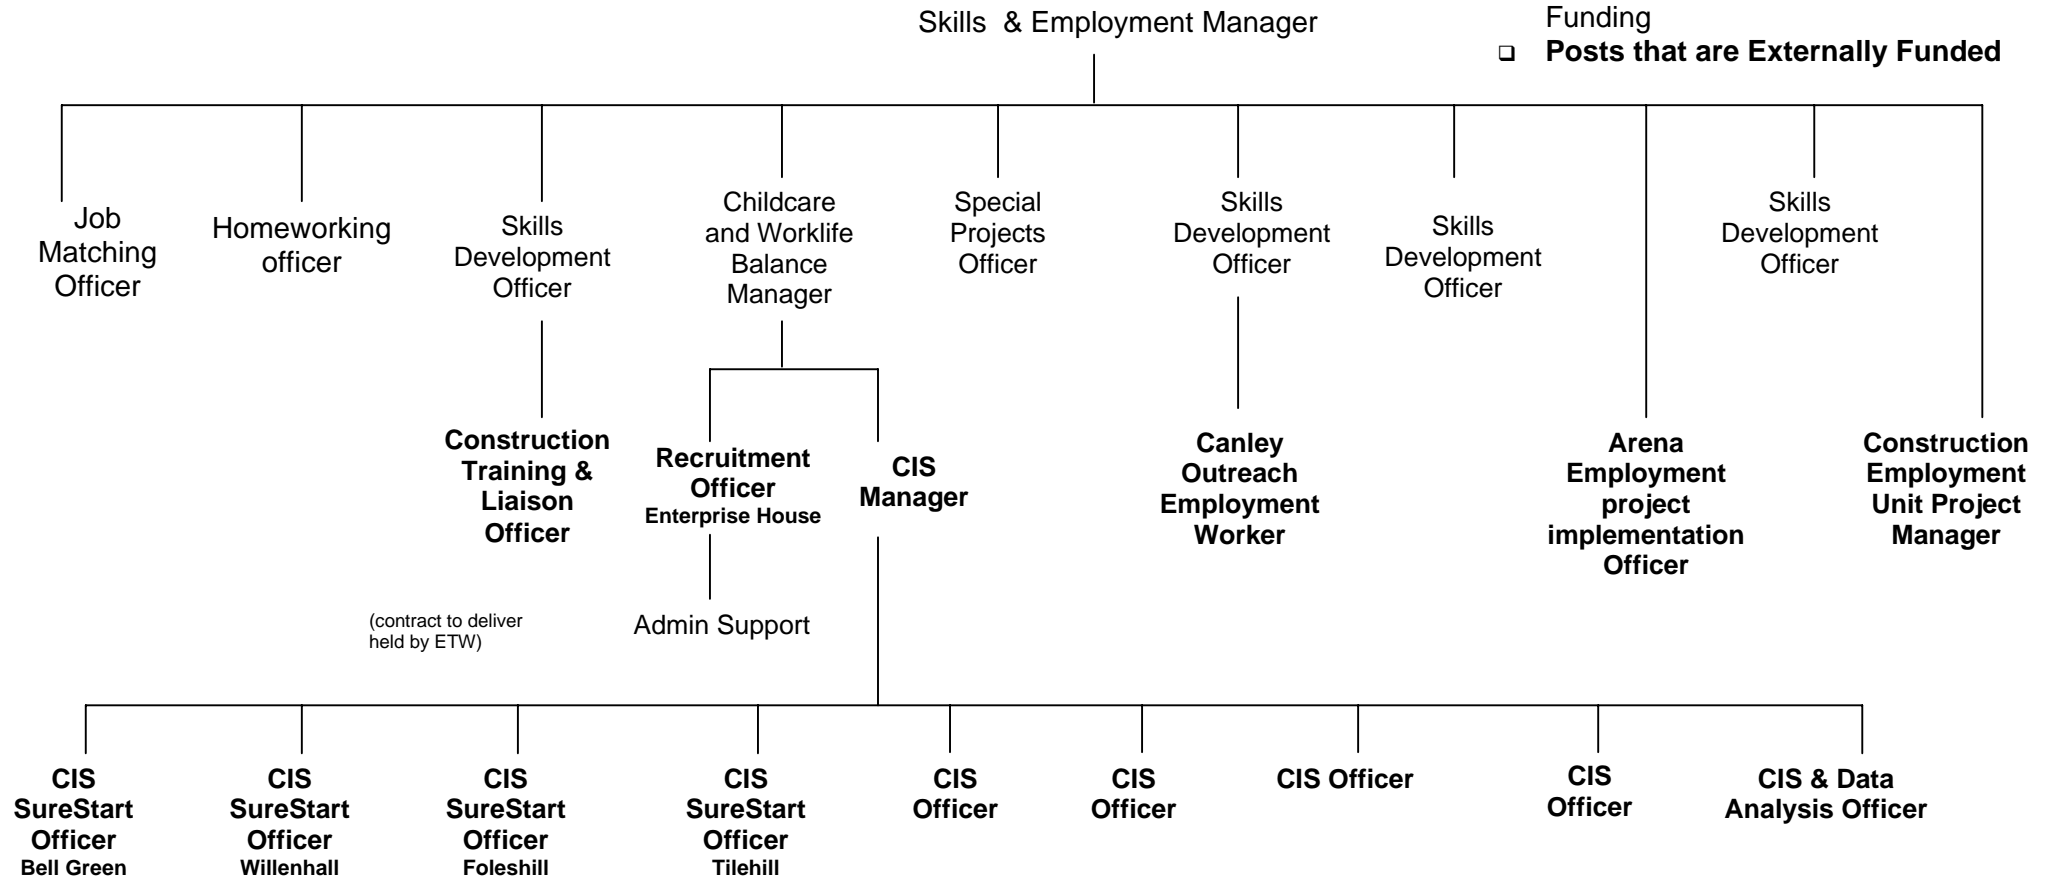 Skills & Employment Manager
Funding
❑ Posts that are Externally Funded
Job
Matching
Officer
Homeworking
officer
Skills
Development
Officer
Childcare
and Worklife
Balance
Manager
Special
Projects
Officer
Skills
Development
Officer
Skills
Development
Officer
Skills
Development
Officer
Construction
Training &
Liaison
Officer
Recruitment
Officer
Enterprise House
CIS
Manager
Canley
Outreach
Employment
Worker
Arena
Employment
project
implementation
Officer
Construction
Employment
Unit Project
Manager
(contract to deliver
held by ETW)
Admin Support
CIS
SureStart
Officer
Bell Green
CIS
SureStart
Officer
Willenhall
CIS
SureStart
Officer
Foleshill
CIS
SureStart
Officer
Tilehill
CIS
Officer
CIS
Officer
CIS Officer
CIS
Officer
CIS & Data
Analysis Officer